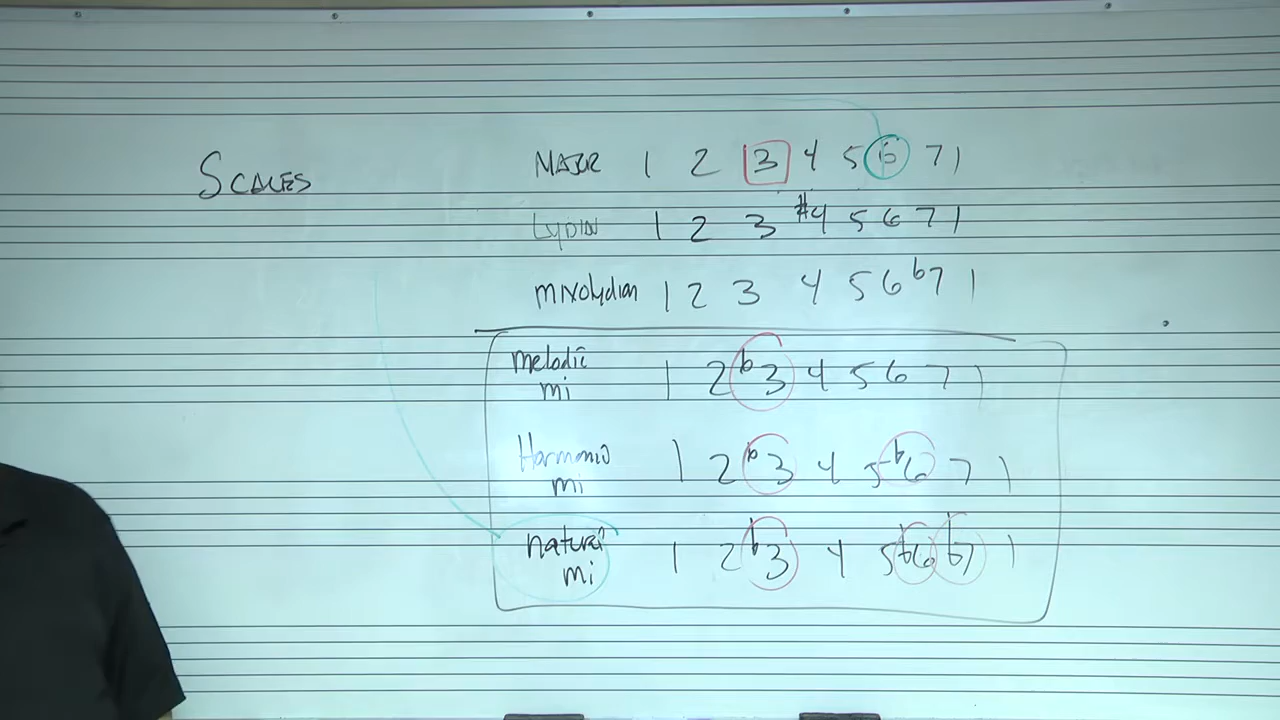 SCALES
MAJOR 1 2 3 4 5 6 7 1
LYDIAN 1 2 3 #4 5 6 7 1
mixolydian 1 2 3 4 5 6 b7 1
melodic
mi 1 2 b3 4 5 6 7 1
Harmonic
mi 1 2 b3 4 5 b6 7 1
natural
mi 1 2 b3 4 5 b6 b7 1